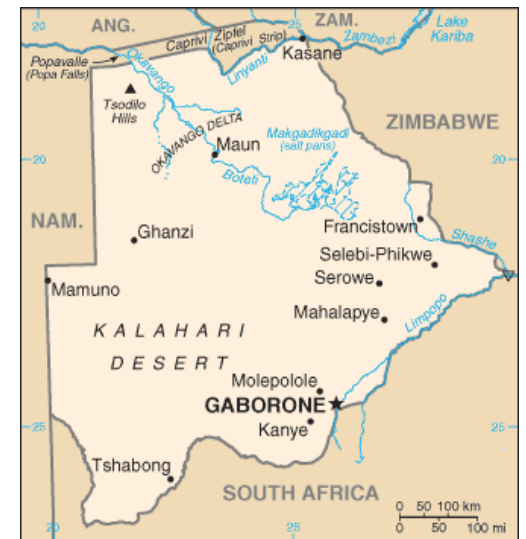 20
ANG.
25
ZAM.
Lake
Kariba
Caprivi Zipfel
(Caprivi Strip)
Zambezi
Popavalle
(Popa Falls)
Okavango
Linyanti
Kasane
Tsodilo
Hills
OKAVANGO DELTA
Makgadikgadi
(salt pans)
ZIMBABWE
20
20
Maun
Boteti
NAM.
Ghanzi
Francistown
Shashe
Selebi-Phikwe
Serowe
Mamuno
Mahalapye
Limpopo
KALAHARI
DESERT
Molepolole
GABORONE
Kanye
25
25
Tshabong
SOUTH AFRICA
0 50 100 km
0 50 100 mi
20
25